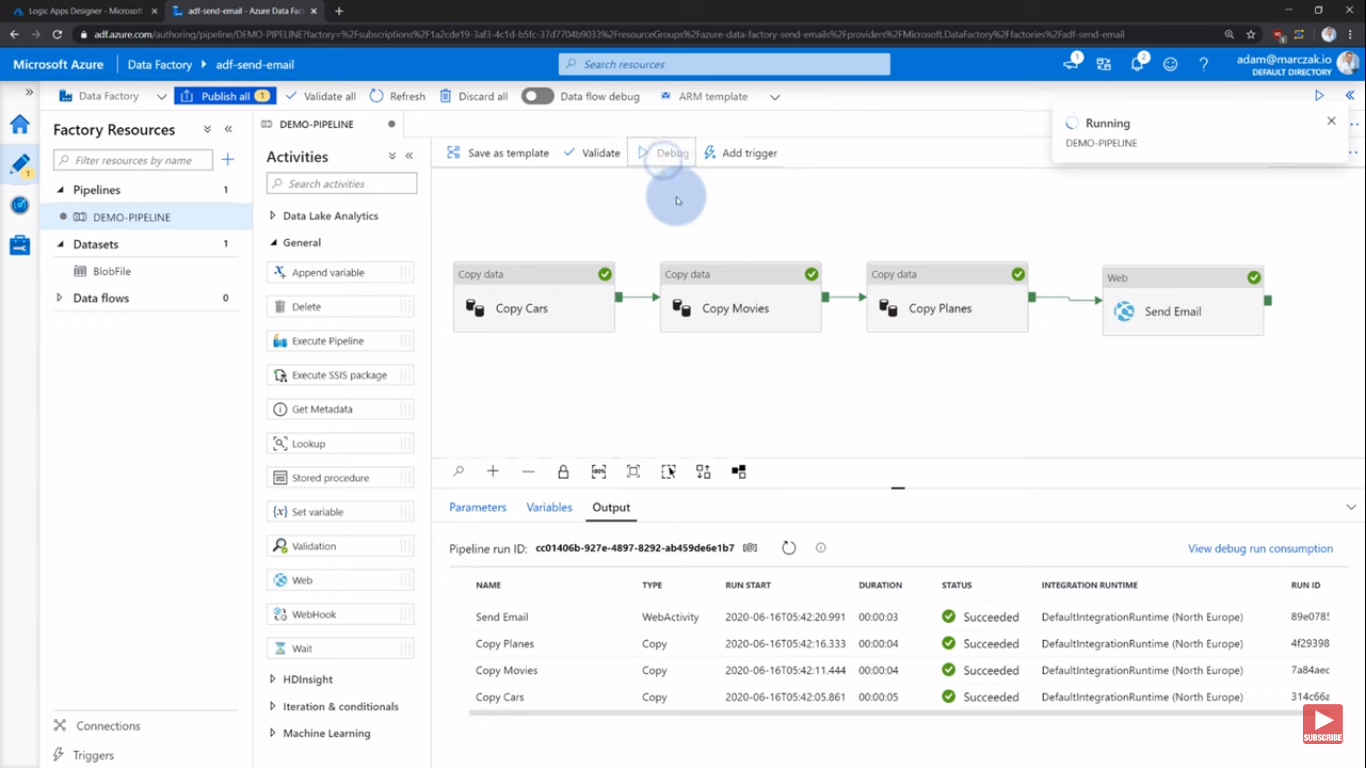 Logic Apps Designer - Microsoft
adf-send-email - Azure Data Fac
adf.azure.com/authoring/pipeline/DEMO-PIPELINE?factory=%2Fsubscriptions%2F1a2cde19-3af3-4c1d-b5fc-37d7704b9033%2FresourceGroups%2Fazure-data-factory-send-emails%2Fproviders%2FMicrosoft.DataFactory%2Ffactories%2Fadf-send-email
Microsoft Azure
Data Factory
adf-send-email
Search resources
1
2
?
adam@marczak.io
DEFAULT DIRECTORY
Data Factory
Publish all 1
Validate all
Refresh
Discard all
Data flow debug
ARM template
Running
DEMO-PIPELINE
1
Factory Resources
Filter resources by name
Pipelines 1
DEMO-PIPELINE
Datasets 1
BlobFile
Data flows 0
Connections
Triggers
DEMO-PIPELINE
Activities
Search activities
Data Lake Analytics
General
Append variable
Delete
Execute Pipeline
Execute SSIS package
Get Metadata
Lookup
Stored procedure
Set variable
Validation
Web
WebHook
Wait
HDInsight
Iteration & conditionals
Machine Learning
Save as template
Validate
Debug
Add trigger
Copy data
Copy Cars
Copy data
Copy Movies
Copy data
Copy Planes
Web
Send Email
Parameters
Variables
Output
Pipeline run ID: cc01406b-927e-4897-8292-ab459de6e1b7
View debug run consumption
NAME TYPE RUN START DURATION STATUS INTEGRATION RUNTIME RUN ID
Send Email WebActivity 2020-06-16T05:42:20.991 00:00:03 Succeeded DefaultIntegrationRuntime (North Europe) 89e0785
Copy Planes Copy 2020-06-16T05:42:16.333 00:00:04 Succeeded DefaultIntegrationRuntime (North Europe) 4f29398
Copy Movies Copy 2020-06-16T05:42:11.444 00:00:04 Succeeded DefaultIntegrationRuntime (North Europe) 7a84aec
Copy Cars Copy 2020-06-16T05:42:05.861 00:00:05 Succeeded DefaultIntegrationRuntime (North Europe) 314c66a
SUBSCRIBE